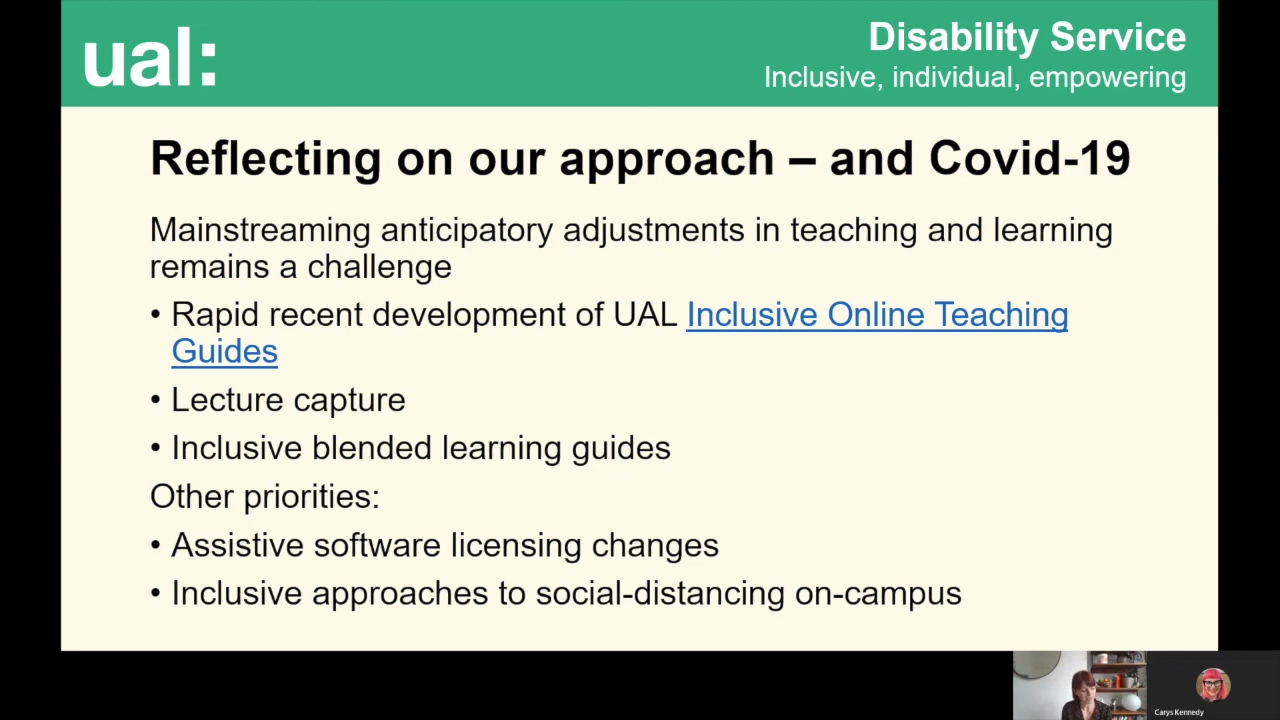 ual:
Disability Service
Inclusive, individual, empowering
Reflecting on our approach – and Covid-19
Mainstreaming anticipatory adjustments in teaching and learning
remains a challenge
• Rapid recent development of UAL Inclusive Online Teaching
Guides
• Lecture capture
• Inclusive blended learning guides
Other priorities:
• Assistive software licensing changes
• Inclusive approaches to social-distancing on-campus
Carys Kennedy